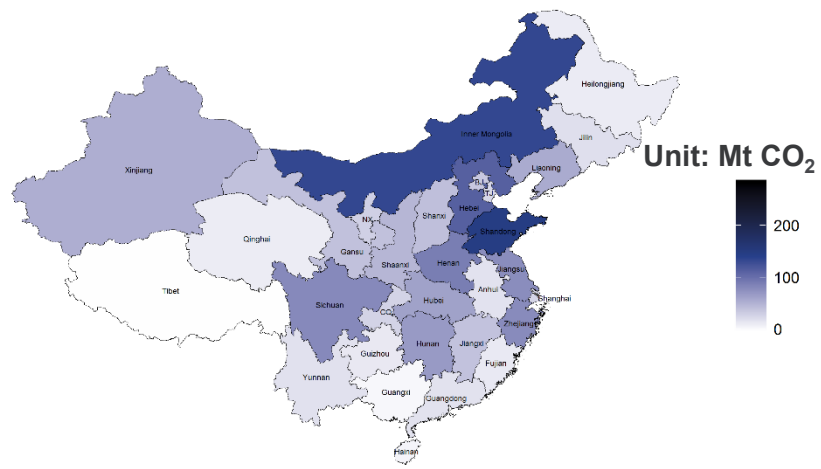 Heilongjiang
Jilin
Inner Mongolia
Xinjiang
Liaoning
Unit: Mt CO₂
BJ
TJ
Hebei
200
100
0
Shanxi
NX
Shandong
Qinghai
Gansu
Henan
Shaanxi
Jiangsu
Tibet
Anhui
Sichuan
Hubei
Shanghai
CQ
Zhejiang
Hunan
Jiangxi
Guizhou
Fujian
Yunnan
Guangxi
Guangdong
Hainan